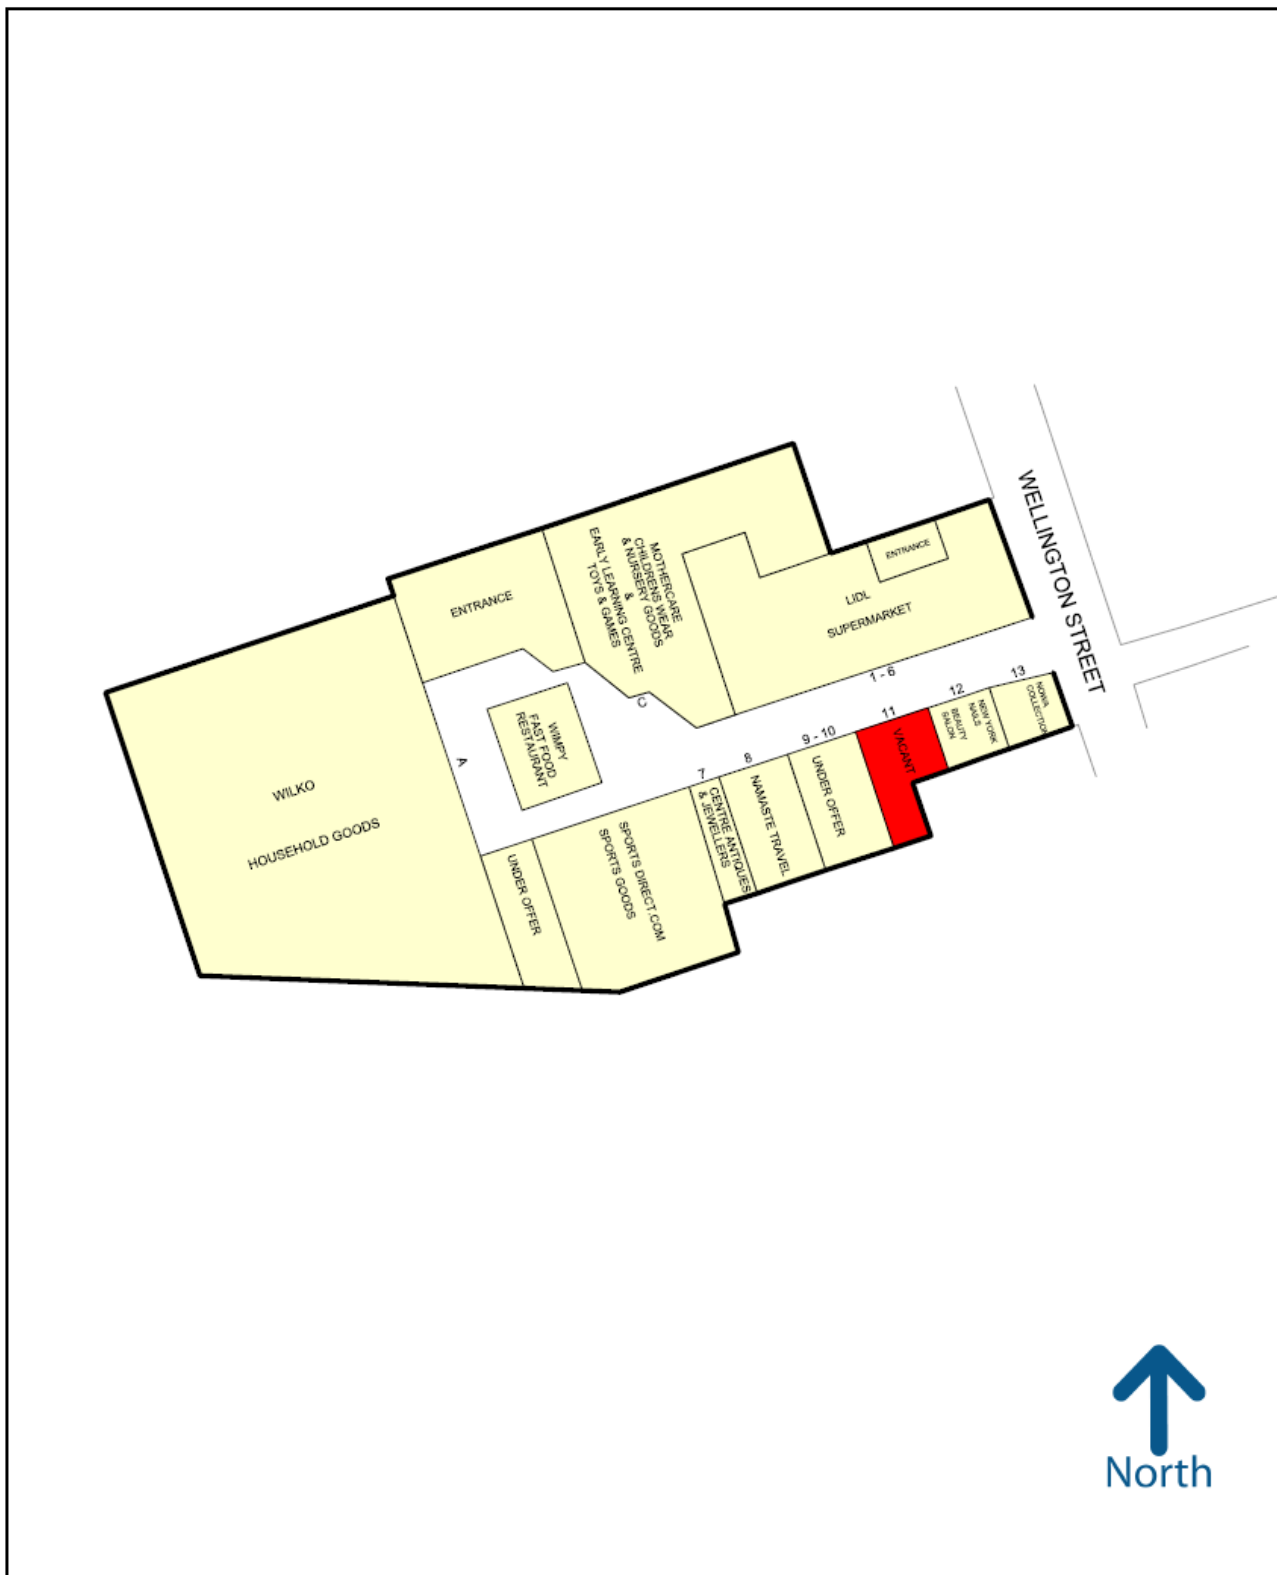 WELLINGTON STREET
ENTRANCE
LIDL
SUPERMARKET
1 - 6
MOTHERCARE
CHILDRENS WEAR
& NURSERY GOODS
&
EARLY LEARNING CENTRE
TOYS & GAMES
C
ENTRANCE
WIMPY
FAST FOOD
RESTAURANT
A
WILKO
HOUSEHOLD GOODS
UNDER OFFER
SPORTS DIRECT.COM
SPORTS GOODS
7
CENTRE ANTIQUES
& JEWELLERS
8
NAMASTE TRAVEL
9 - 10
UNDER OFFER
11
VACANT
12
NEW YORK
NAILS
BEAUTY
SALON
13
NOWA
COLLECTION
North